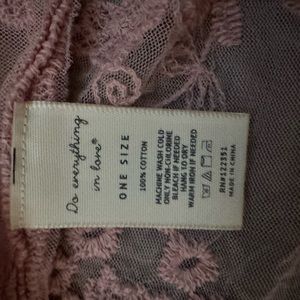 Do everything
in love®
ONE SIZE
100% COTTON
MACHINE WASH COLD
ONLY NON-CHLORINE
BLEACH IF NEEDED
HANG TO DRY
WARM IRON IF NEEDED
RN#122351
MADE IN CHINA